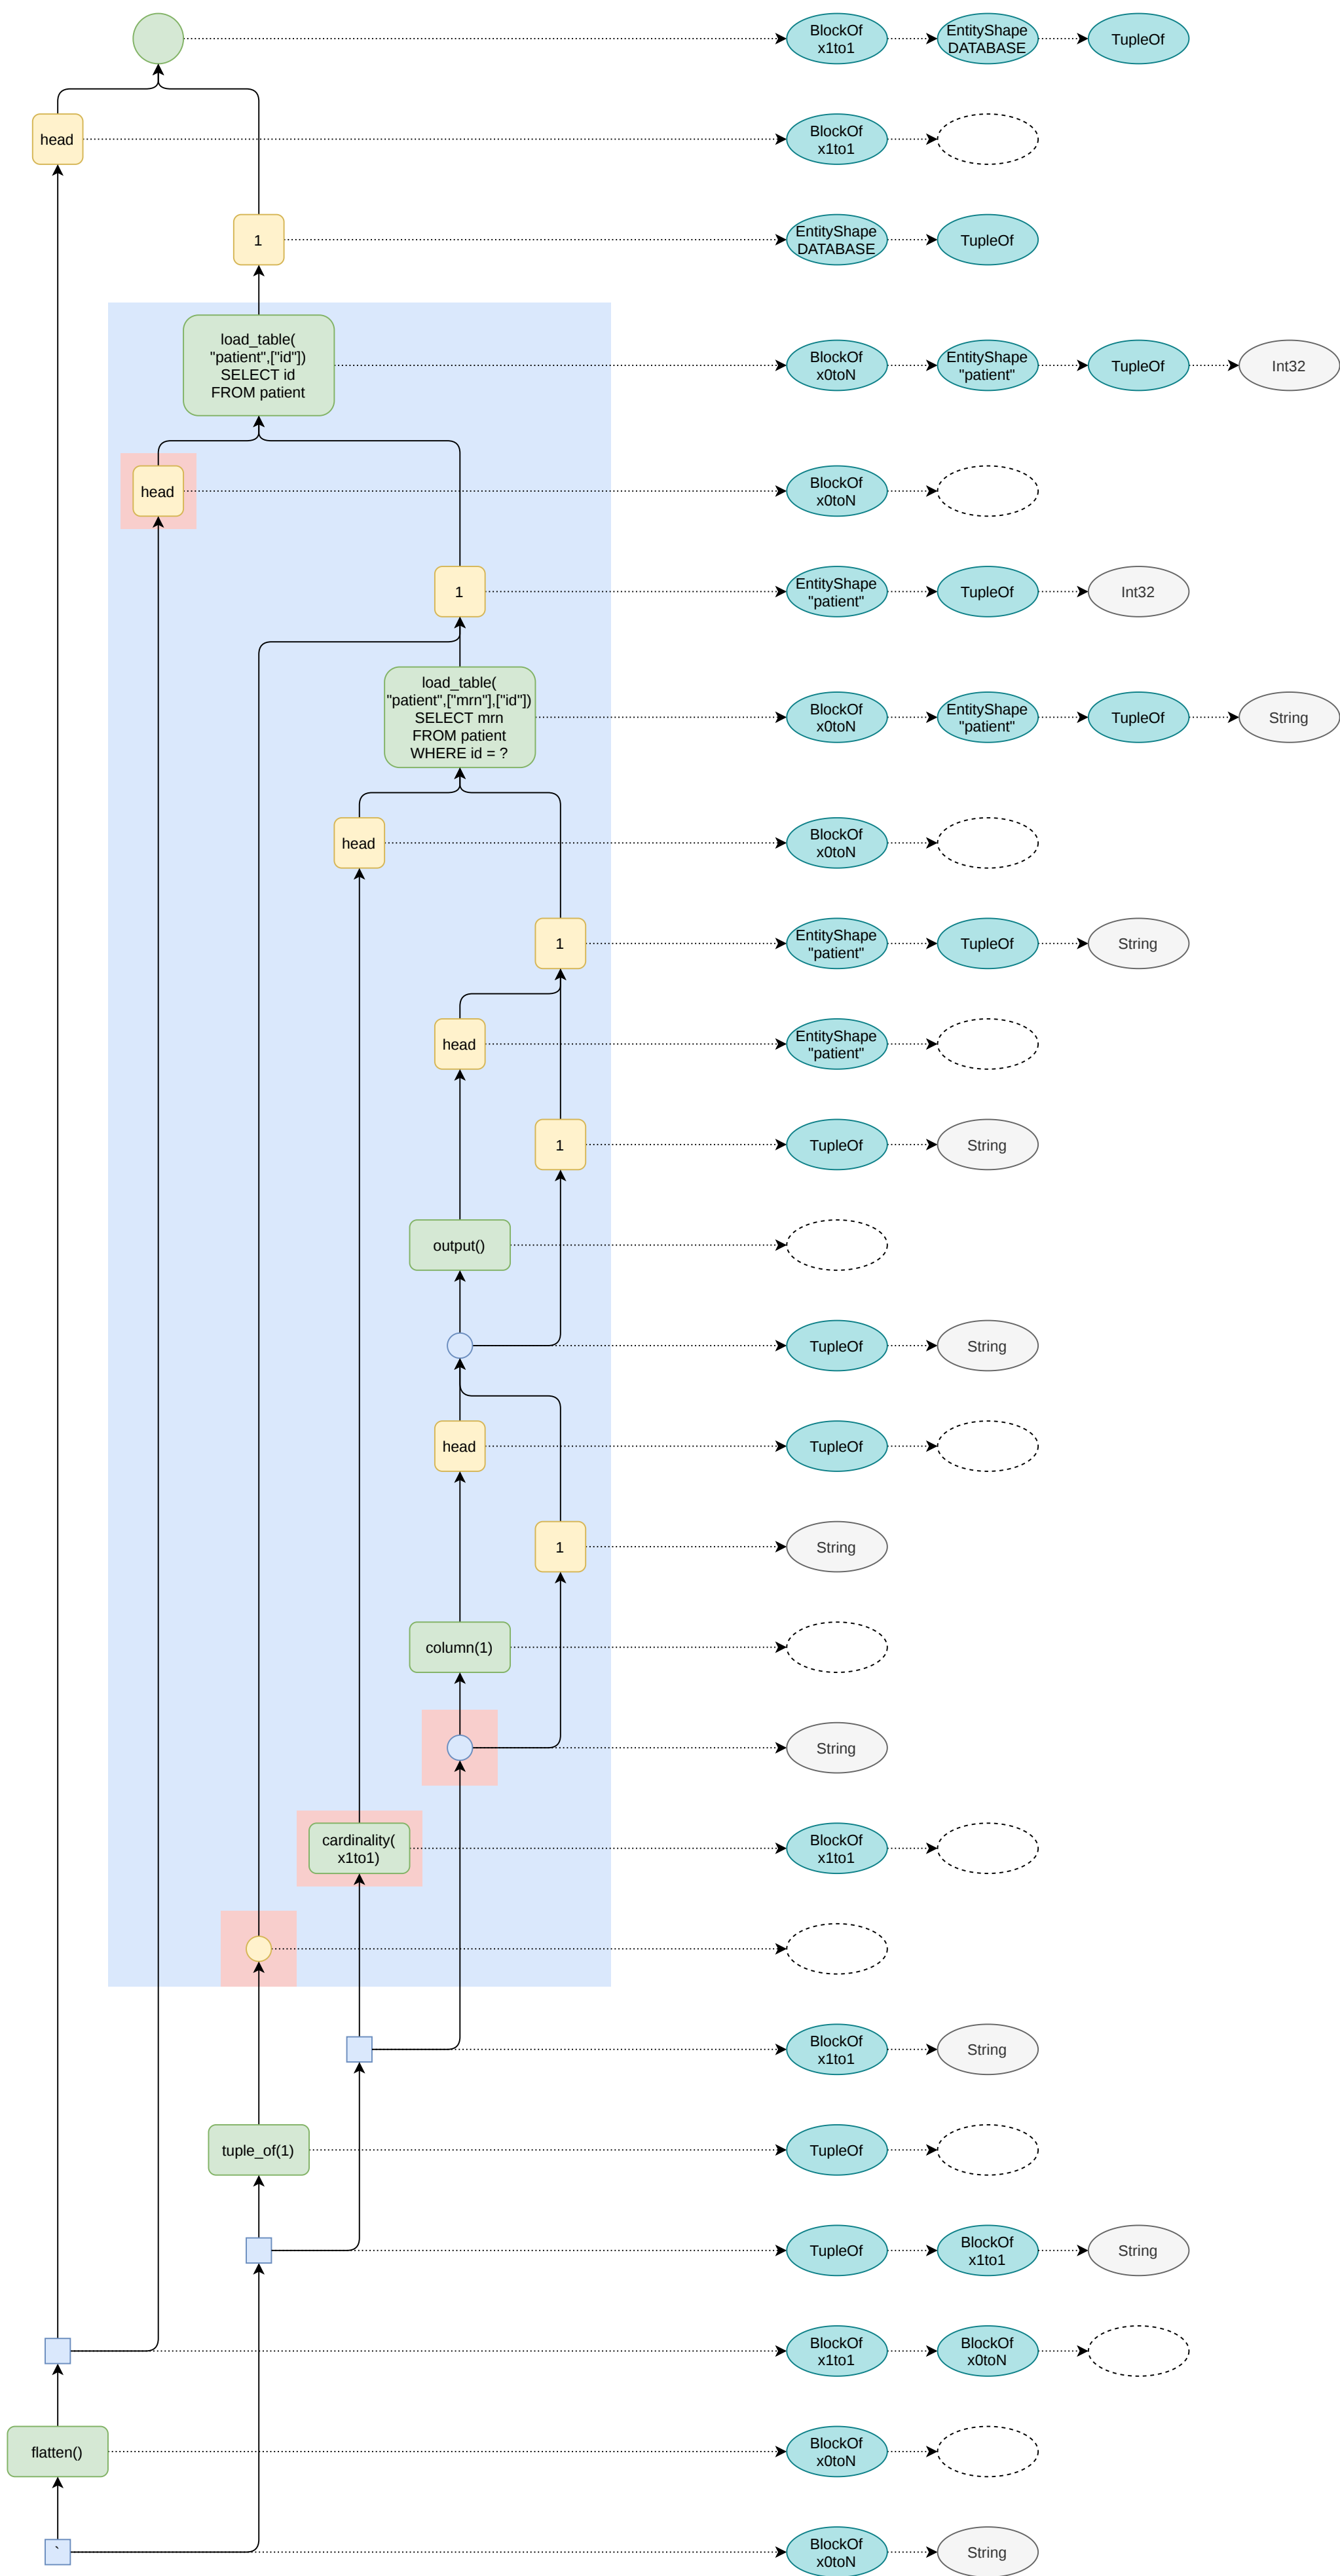 BlockOf
x1to1
EntityShape
DATABASE
TupleOf
head
BlockOf
x1to1
1
EntityShape
DATABASE
TupleOf
load_table(
"patient",["id"])
SELECT id
FROM patient
BlockOf
x0toN
EntityShape
"patient"
TupleOf
Int32
head
BlockOf
x0toN
1
EntityShape
"patient"
TupleOf
Int32
load_table(
"patient",["mrn"],["id"])
SELECT mrn
FROM patient
WHERE id = ?
BlockOf
x0toN
EntityShape
"patient"
TupleOf
String
head
BlockOf
x0toN
1
EntityShape
"patient"
TupleOf
String
head
EntityShape
"patient"
1
TupleOf
String
output()
TupleOf
String
head
TupleOf
1
String
column(1)
String
cardinality(
x1to1)
BlockOf
x1to1
BlockOf
x1to1
String
tuple_of(1)
TupleOf
TupleOf
BlockOf
x1to1
String
BlockOf
x1to1
BlockOf
x0toN
flatten()
BlockOf
x0toN
`
BlockOf
x0toN
String